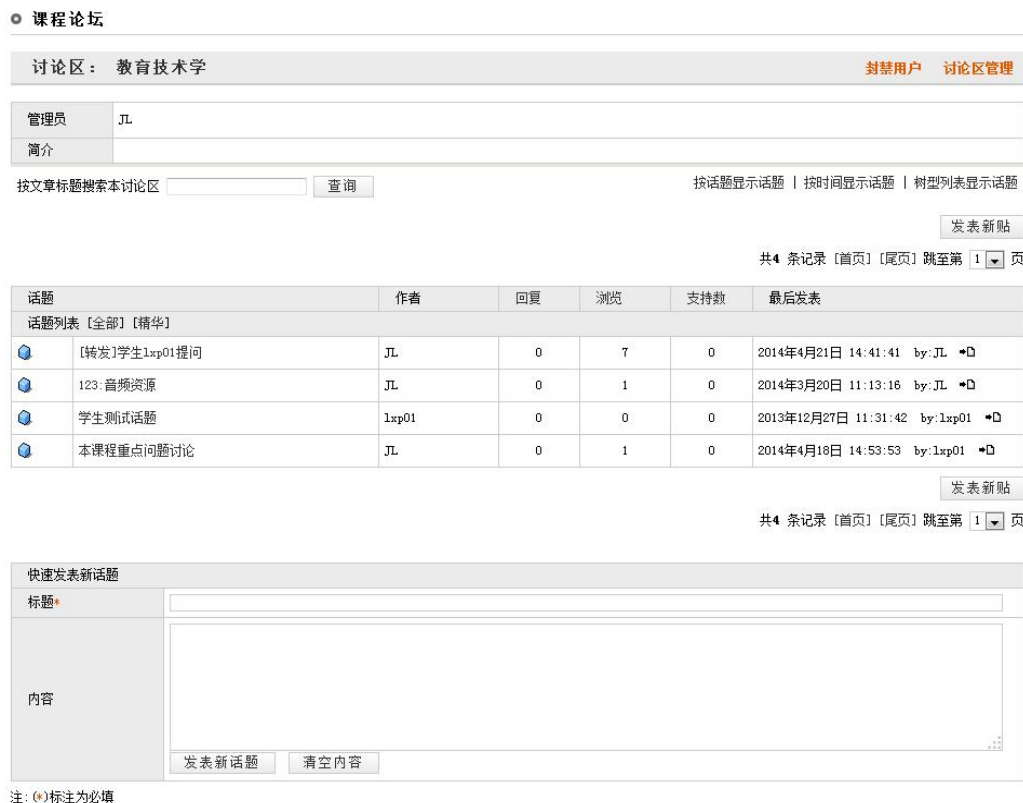 课程论坛
讨论区： 教育技术学 封禁用户 讨论区管理
管理员 JL
简介
按文章标题搜索本讨论区 查询 按话题显示话题 | 按时间显示话题 | 树型列表显示话题
发表新贴
共4 条记录 [首页] [尾页] 跳至第 1 页
话题 作者 回复 浏览 支持数 最后发表
话题列表 [全部] [精华]
[转发]学生lxp01提问 JL 0 7 0 2014年4月21日 14:41:41 by:JL
123:音频资源 JL 0 1 0 2014年3月20日 11:13:16 by:JL
学生测试话题 lxp01 0 0 0 2013年12月27日 11:31:42 by:lxp01
本课程重点问题讨论 JL 0 1 0 2014年4月18日 14:53:53 by:lxp01
发表新贴
共4 条记录 [首页] [尾页] 跳至第 1 页
快速发表新话题
标题*
内容
发表新话题 清空内容
注:(*)标注为必填